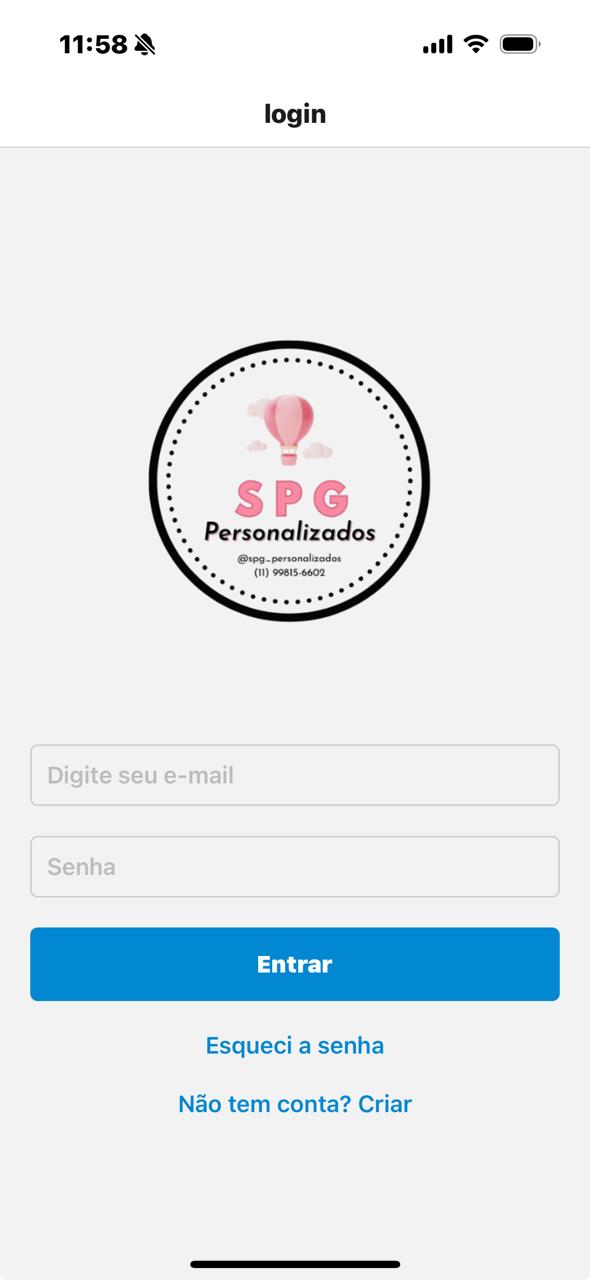 11:58
login
SPG
Personalizados
@spg_personalizados
(11) 99815-6602
Digite seu e-mail
Senha
Entrar
Esqueci a senha
Não tem conta? Criar